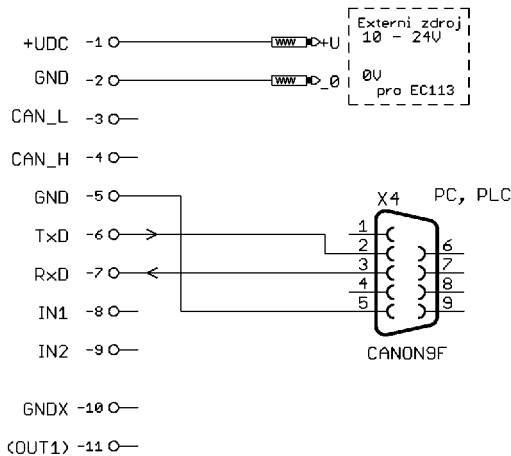 Externi zdroj
+UDC -1 +U 10 - 24V
GND -2 _0 0V
pro EC113
CAN_L -3
CAN_H -4
GND -5 X4 PC, PLC
TxD -6 1
2 6
RxD -7 3 7
4 8
IN1 -8 5 9
IN2 -9 CANON9F
GNDX -10
(OUT1) -11